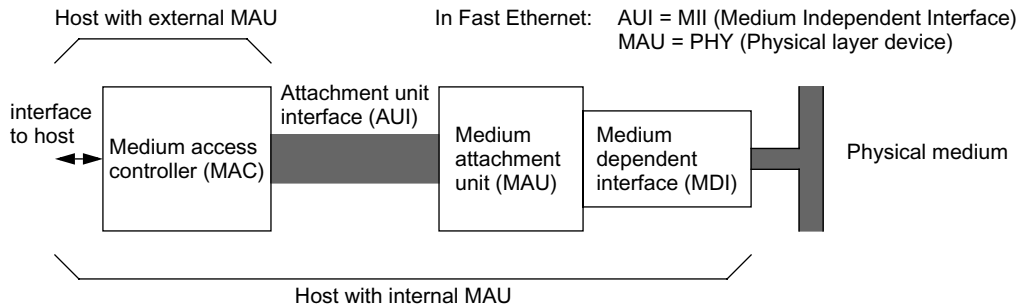 Host with external MAU
In Fast Ethernet: AUI = MII (Medium Independent Interface)
MAU = PHY (Physical layer device)
interface
to host
Medium access
controller (MAC)
Attachment unit
interface (AUI)
Medium
attachment
unit (MAU)
Medium
dependent
interface (MDI)
Physical medium
Host with internal MAU